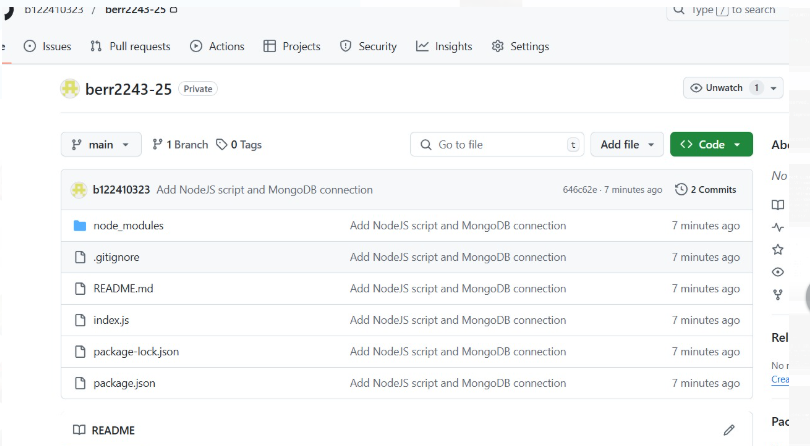 b122410323 / berr2243-25
Type / to search
Issues Pull requests Actions Projects Security Insights Settings
berr2243-25 Private
Unwatch 1
main 1 Branch 0 Tags Go to file t Add file Code
b122410323 Add NodeJS script and MongoDB connection 646c62e · 7 minutes ago 2 Commits
node_modules Add NodeJS script and MongoDB connection 7 minutes ago
.gitignore Add NodeJS script and MongoDB connection 7 minutes ago
README.md Add NodeJS script and MongoDB connection 7 minutes ago
index.js Add NodeJS script and MongoDB connection 7 minutes ago
package-lock.json Add NodeJS script and MongoDB connection 7 minutes ago
package.json Add NodeJS script and MongoDB connection 7 minutes ago
README
Abo
No
Rel
No r
Crea
Pac